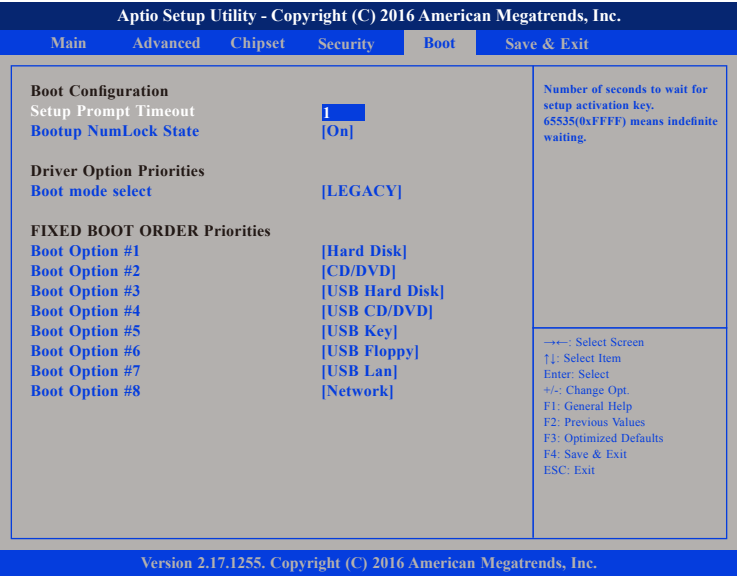 Aptio Setup Utility - Copyright (C) 2016 American Megatrends, Inc.
Main Advanced Chipset Security Boot Save & Exit
Boot Configuration
Setup Prompt Timeout 1
Bootup NumLock State [On]
Driver Option Priorities
Boot mode select [LEGACY]
FIXED BOOT ORDER Priorities
Boot Option #1 [Hard Disk]
Boot Option #2 [CD/DVD]
Boot Option #3 [USB Hard Disk]
Boot Option #4 [USB CD/DVD]
Boot Option #5 [USB Key]
Boot Option #6 [USB Floppy]
Boot Option #7 [USB Lan]
Boot Option #8 [Network]
Number of seconds to wait for
setup activation key.
65535(0xFFFF) means indefinite
waiting.
→←: Select Screen
↑↓: Select Item
Enter: Select
+/-: Change Opt.
F1: General Help
F2: Previous Values
F3: Optimized Defaults
F4: Save & Exit
ESC: Exit
Version 2.17.1255. Copyright (C) 2016 American Megatrends, Inc.